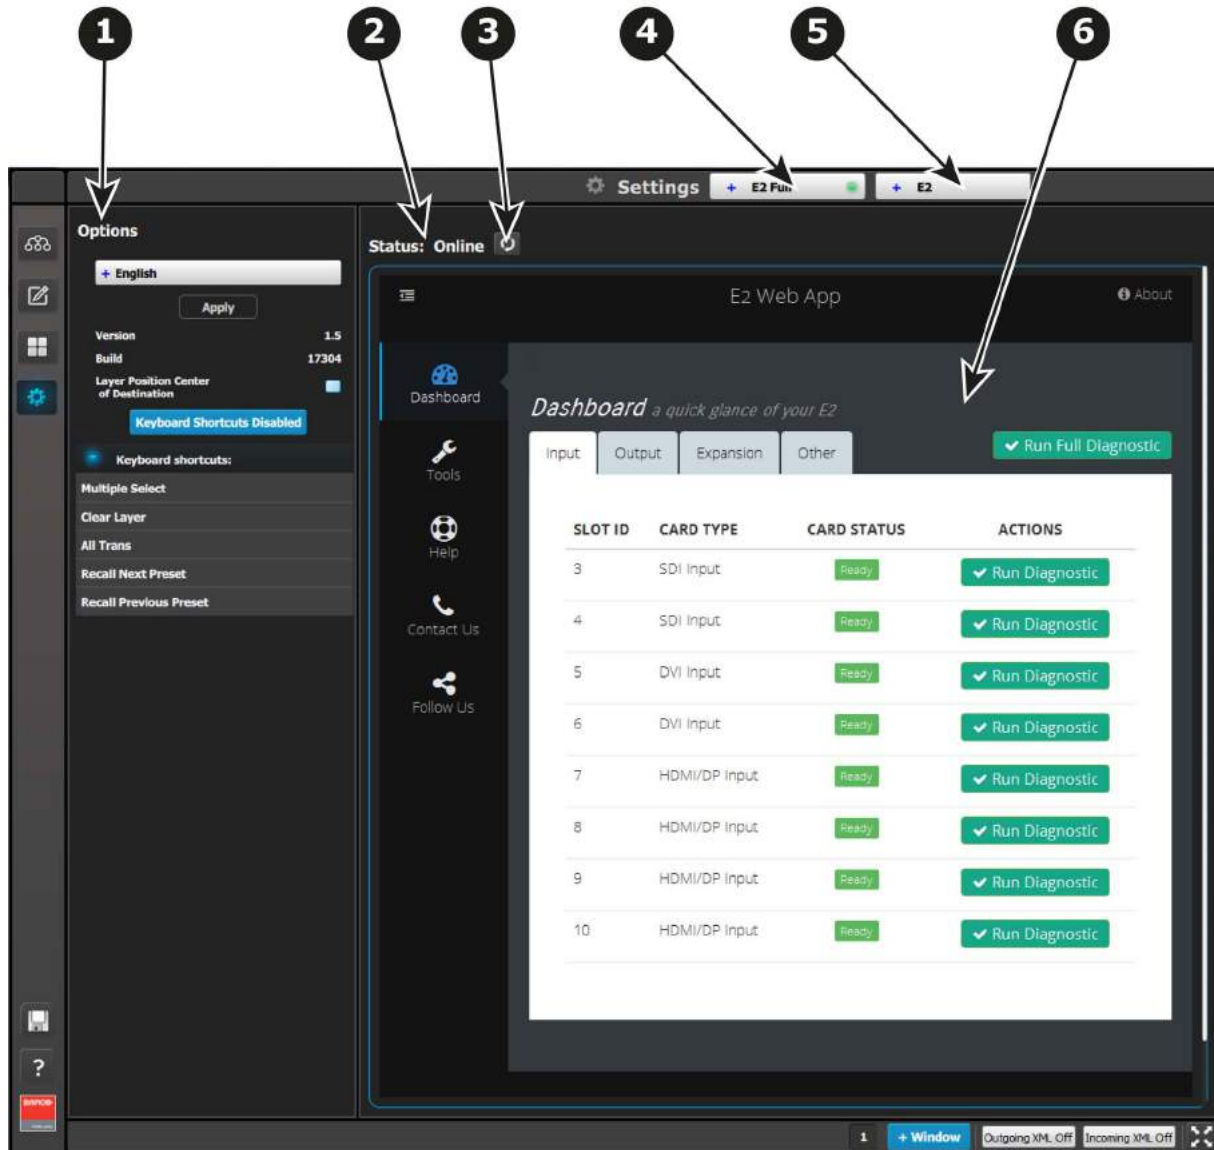 1 2 3 4 5 6
Settings + E2 Full + E2
Options
+ English
Apply
Version 1.5
Build 17304
Layer Position Center
of Destination
Keyboard Shortcuts Disabled
Keyboard shortcuts:
Multiple Select
Clear Layer
All Trans
Recall Next Preset
Recall Previous Preset
Status: Online
E2 Web App About
Dashboard
Tools
Help
Contact Us
Follow Us
Dashboard a quick glance of your E2
Input Output Expansion Other Run Full Diagnostic
SLOT ID CARD TYPE CARD STATUS ACTIONS
3 SDI Input Ready Run Diagnostic
4 SDI Input Ready Run Diagnostic
5 DVI Input Ready Run Diagnostic
6 DVI Input Ready Run Diagnostic
7 HDMI/DP Input Ready Run Diagnostic
8 HDMI/DP Input Ready Run Diagnostic
9 HDMI/DP Input Ready Run Diagnostic
10 HDMI/DP Input Ready Run Diagnostic
?
BARCO
1 + Window Outgoing XML Off Incoming XML Off